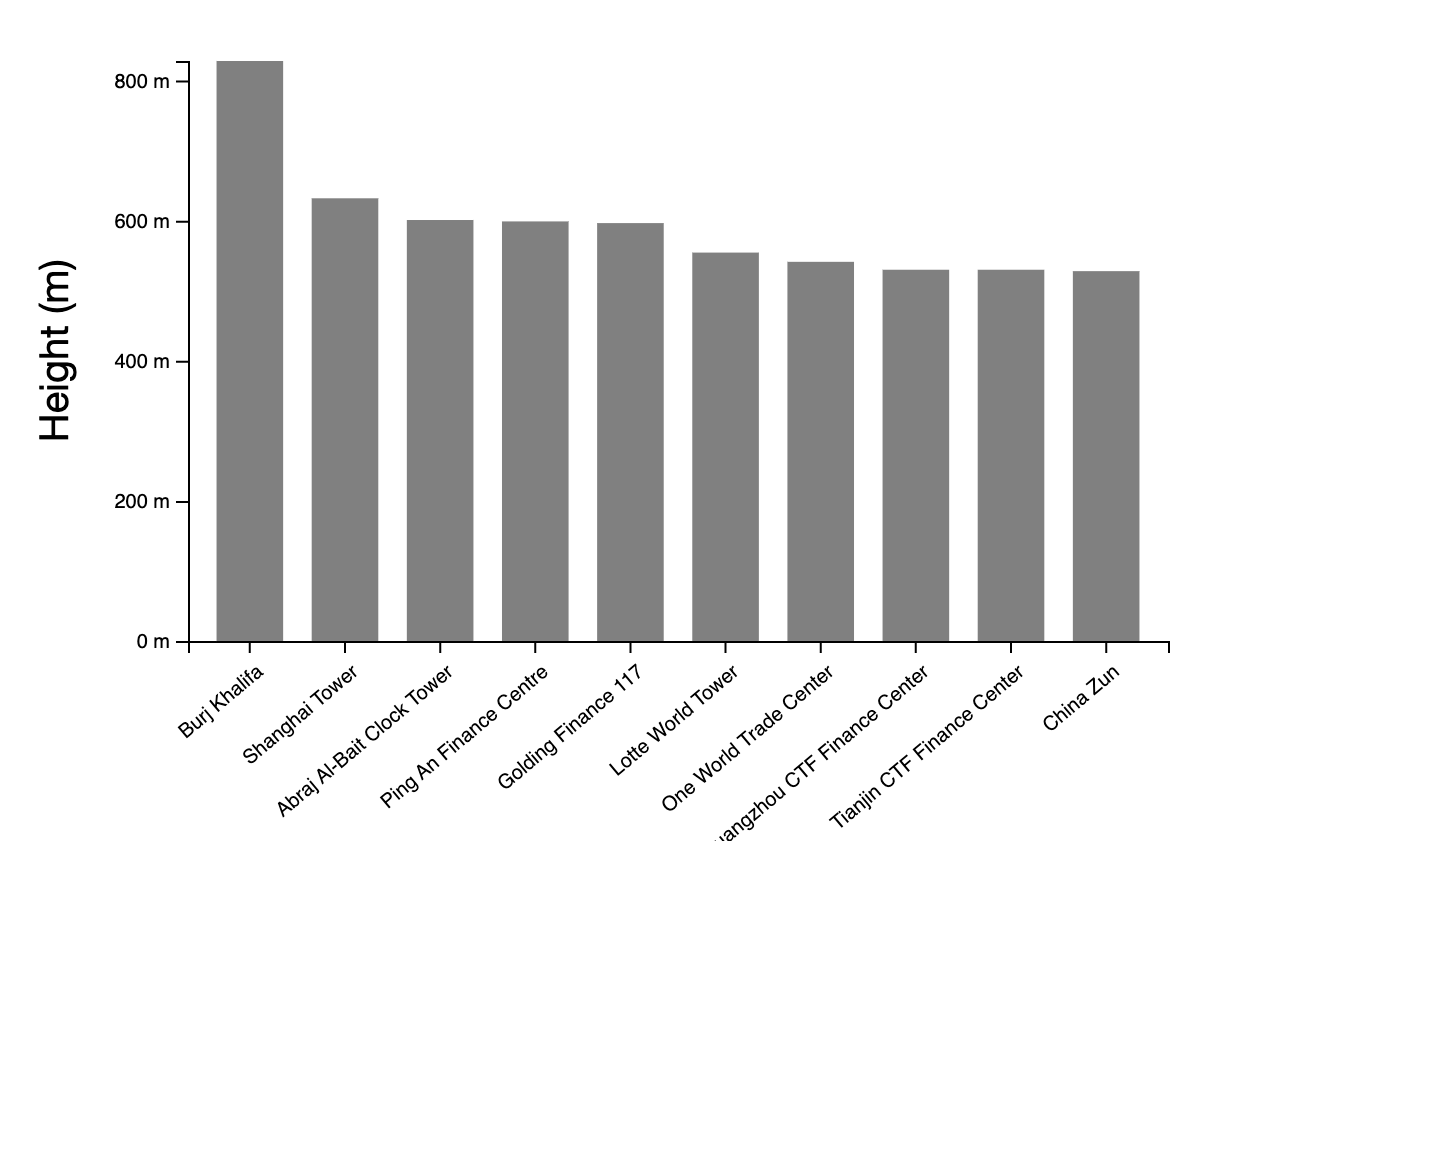 Height (m)
800 m
600 m
400 m
200 m
0 m
Burj Khalifa
Shanghai Tower
Abraj Al-Bait Clock Tower
Ping An Finance Centre
Golding Finance 117
Lotte World Tower
One World Trade Center
uangzhou CTF Finance Center
Tianjin CTF Finance Center
China Zun